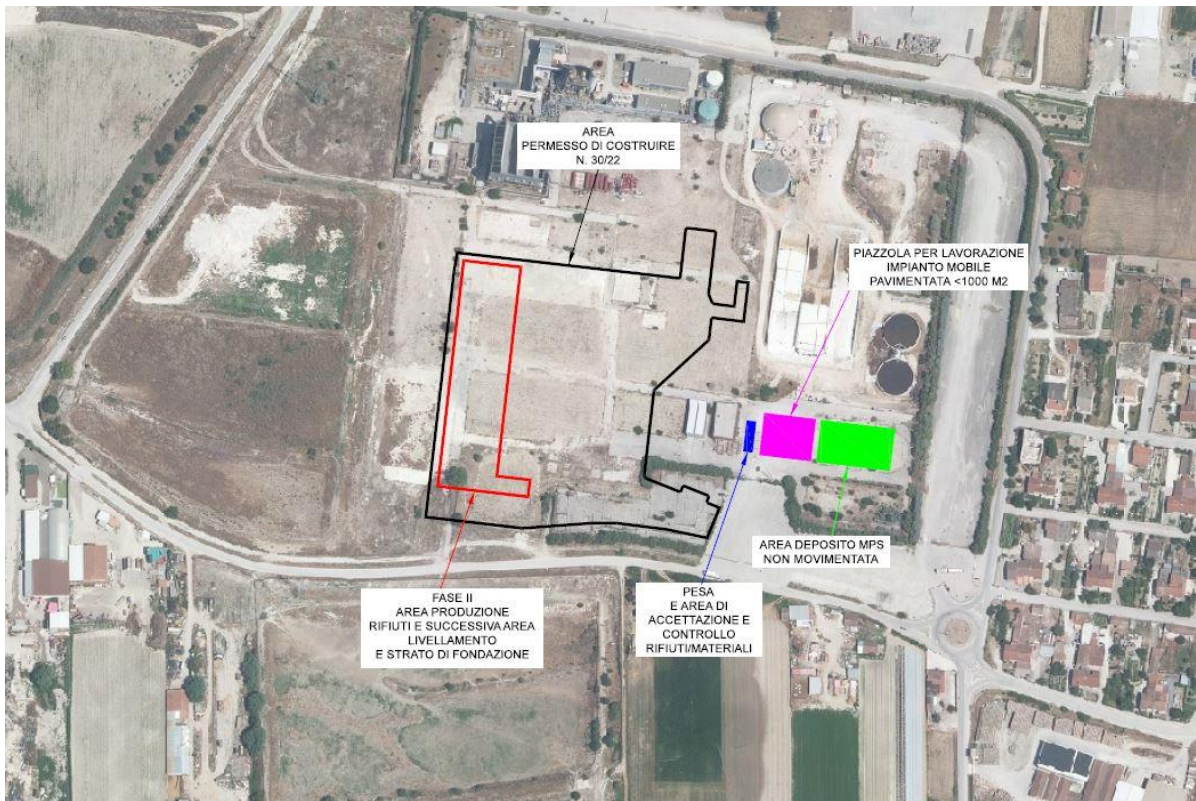 AREA
PERMESSO DI COSTRUIRE
N. 30/22
PIAZZOLA PER LAVORAZIONE
IMPIANTO MOBILE
PAVIMENTATA <1000 M2
AREA DEPOSITO MPS
NON MOVIMENTATA
FASE II
AREA PRODUZIONE
RIFIUTI E SUCCESSIVA AREA
LIVELLAMENTO
E STRATO DI FONDAZIONE
PESA
E AREA DI
ACCETTAZIONE E
CONTROLLO
RIFIUTI/MATERIALI